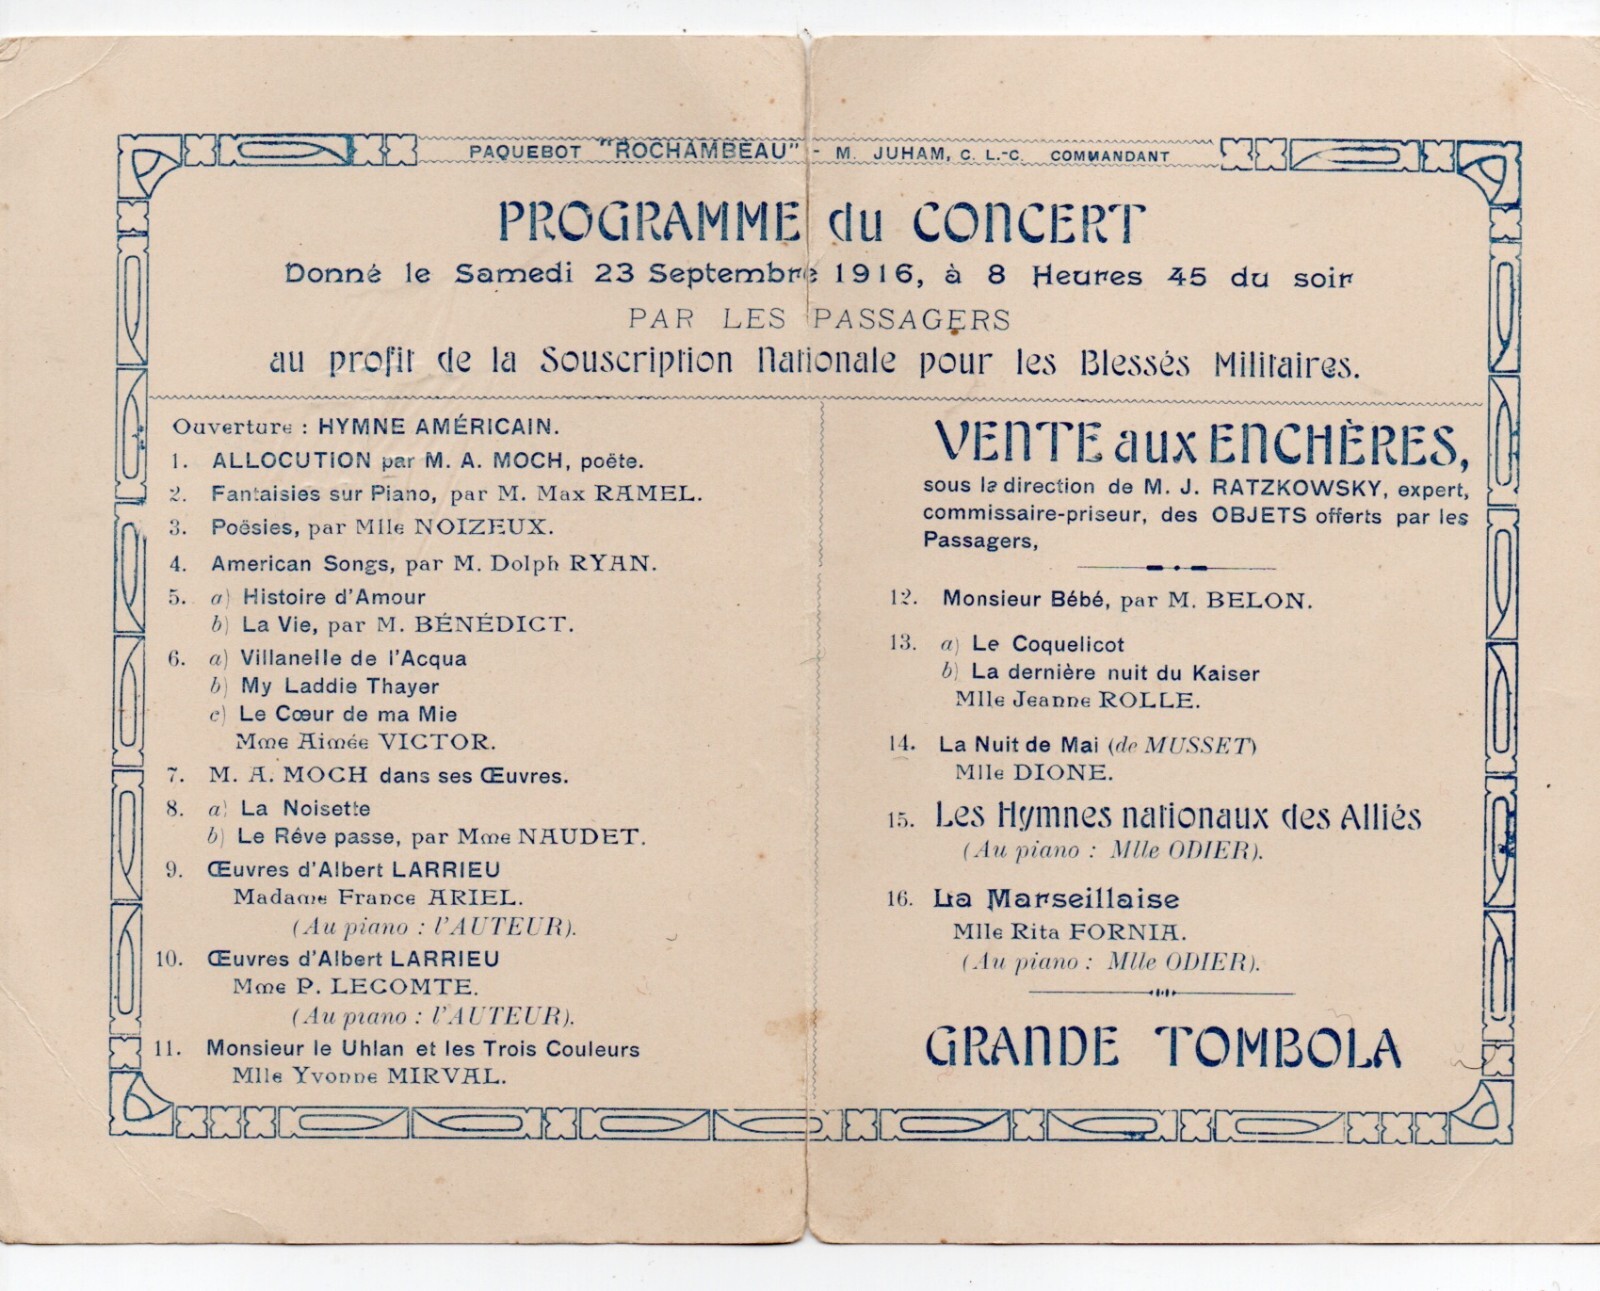 PAQUEBOT "ROCHAMBEAU" - M. JUHAM, C. L.-C. COMMANDANT
PROGRAMME du CONCERT
Donné le Samedi 23 Septembre 1916, à 8 Heures 45 du soir
PAR LES PASSAGERS
au profit de la Souscription Nationale pour les Blessés Militaires.
Ouverture : HYMNE AMÉRICAIN.
1. ALLOCUTION par M. A. MOCH, poëte.
2. Fantaisies sur Piano, par M. Max RAMEL.
3. Poësies, par Mlle NOIZEUX.
4. American Songs, par M. Dolph RYAN.
5. a) Histoire d'Amour
b) La Vie, par M. BÉNÉDICT.
6. a) Villanelle de l'Acqua
b) My Laddie Thayer
c) Le Cœur de ma Mie
Mme Aimée VICTOR.
7. M. A. MOCH dans ses Œuvres.
8. a) La Noisette
b) Le Réve passe, par Mme NAUDET.
9. Œuvres d'Albert LARRIEU
Madame France ARIEL.
(Au piano : l'AUTEUR).
10. Œuvres d'Albert LARRIEU
Mme P. LECOMTE.
(Au piano : l'AUTEUR).
11. Monsieur le Uhlan et les Trois Couleurs
Mlle Yvonne MIRVAL.
VENTE aux ENCHÈRES,
sous la direction de M. J. RATZKOWSKY, expert,
commissaire-priseur, des OBJETS offerts par les
Passagers,
12. Monsieur Bébé, par M. BELON.
13. a) Le Coquelicot
b) La dernière nuit du Kaiser
Mlle Jeanne ROLLE.
14. La Nuit de Mai (de MUSSET)
Mlle DIONE.
15. Les Hymnes nationaux des Alliés
(Au piano : Mlle ODIER).
16. La Marseillaise
Mlle Rita FORNIA.
(Au piano : Mlle ODIER).
GRANDE TOMBOLA